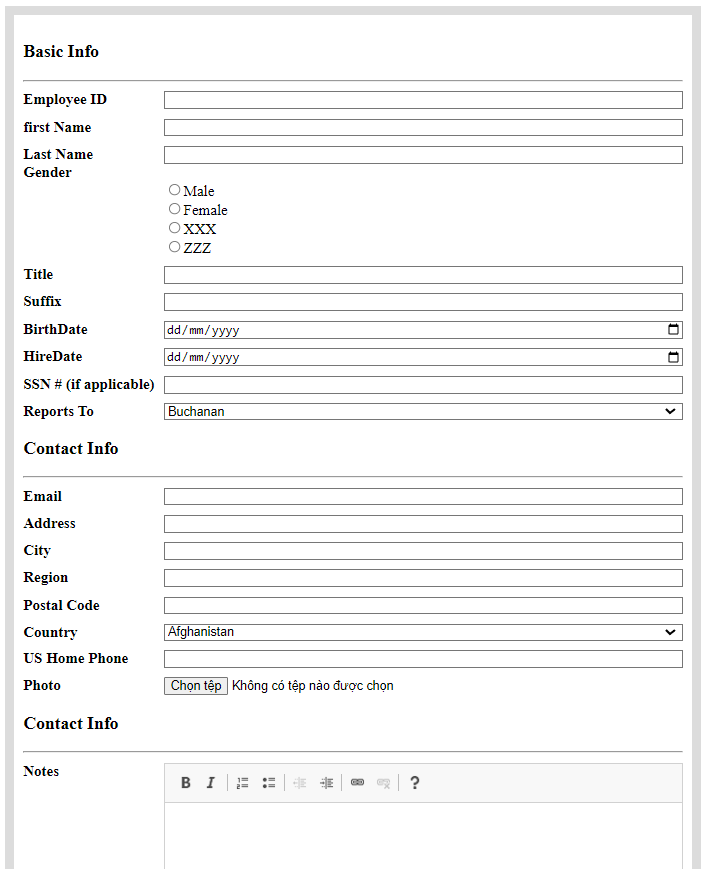 Basic Info
Employee ID
first Name
Last Name
Gender
Male
Female
XXX
ZZZ
Title
Suffix
BirthDate dd/mm/yyyy
HireDate dd/mm/yyyy
SSN # (if applicable)
Reports To Buchanan
Contact Info
Email
Address
City
Region
Postal Code
Country Afghanistan
US Home Phone
Photo Chọn tệp Không có tệp nào được chọn
Contact Info
Notes B I ?